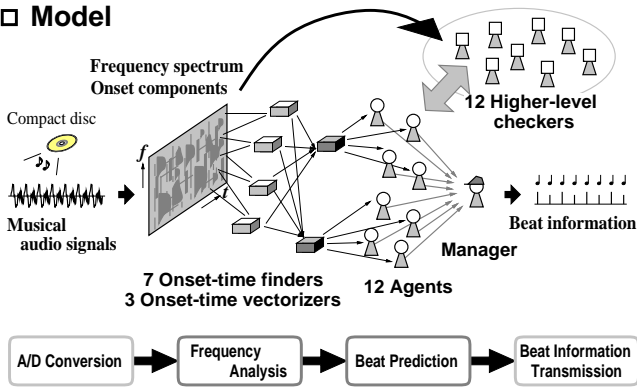 Model
Frequency spectrum
Onset components
Compact disc
f
t
12 Higher-level
checkers
Musical
audio signals
Beat information
Manager
7 Onset-time finders
3 Onset-time vectorizers
12 Agents
A/D Conversion
Frequency
Analysis
Beat Prediction
Beat Information
Transmission